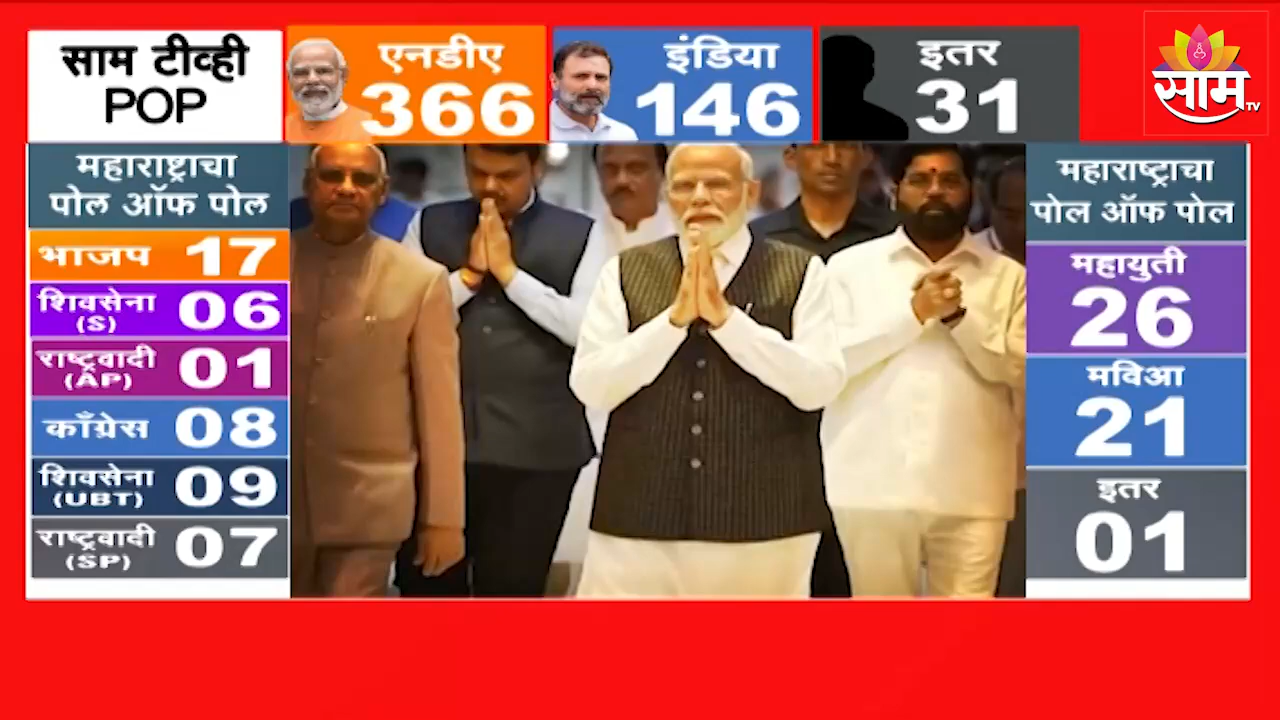 साम टीव्ही
POP
एनडीए
366
इंडिया
146
इतर
31
साम TV
महाराष्ट्राचा
पोल ऑफ पोल
भाजप 17
शिवसेना
(S)
06
राष्ट्रवादी
(AP)
01
काँग्रेस 08
शिवसेना
(UBT)
09
राष्ट्रवादी
(SP)
07
महाराष्ट्राचा
पोल ऑफ पोल
महायुती
26
मविआ
21
इतर
01